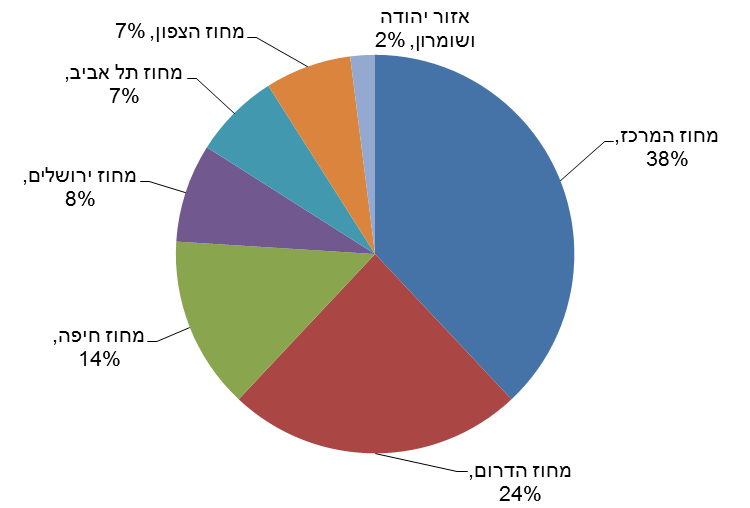 אזור יהודה
ושומרון, 2%
מחוז הצפון, 7%
מחוז תל אביב,
7%
מחוז המרכז,
38%
מחוז ירושלים,
8%
מחוז חיפה,
14%
מחוז הדרום,
24%